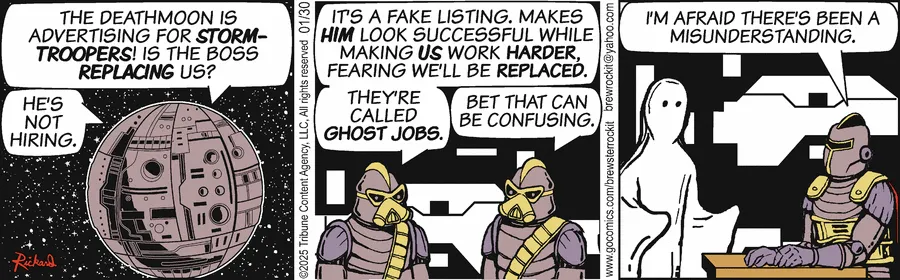 THE DEATHMOON IS
ADVERTISING FOR STORM-
TROOPERS! IS THE BOSS
REPLACING US?
HE'S
NOT
HIRING.
Rickard
©2025 Tribune Content Agency, LLC, All rights reserved 01/30
IT'S A FAKE LISTING. MAKES
HIM LOOK SUCCESSFUL WHILE
MAKING US WORK HARDER,
FEARING WE'LL BE REPLACED.
THEY'RE
CALLED
GHOST JOBS.
BET THAT CAN
BE CONFUSING.
www.gocomics.com/brewsterrockit brewrockit@yahoo.com
I'M AFRAID THERE'S BEEN A
MISUNDERSTANDING.